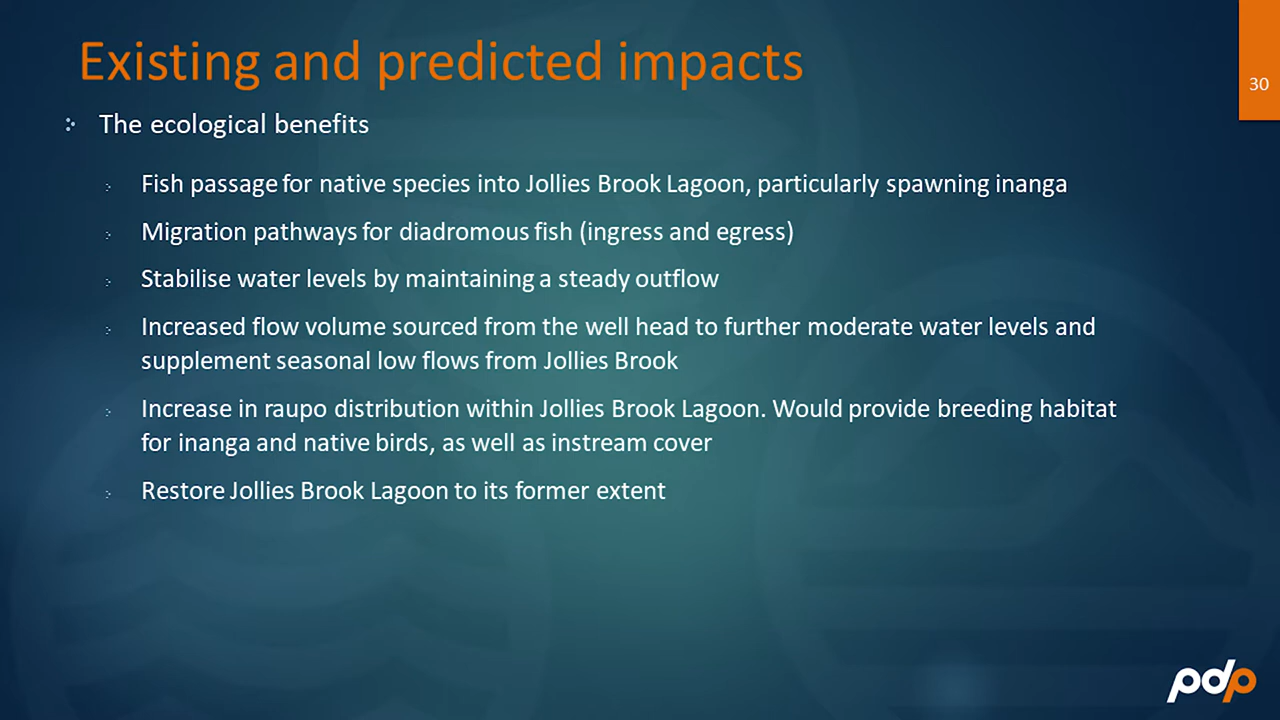 Existing and predicted impacts
30
The ecological benefits
Fish passage for native species into Jollies Brook Lagoon, particularly spawning inanga
Migration pathways for diadromous fish (ingress and egress)
Stabilise water levels by maintaining a steady outflow
Increased flow volume sourced from the well head to further moderate water levels and
supplement seasonal low flows from Jollies Brook
Increase in raupo distribution within Jollies Brook Lagoon. Would provide breeding habitat
for inanga and native birds, as well as instream cover
Restore Jollies Brook Lagoon to its former extent
pdp